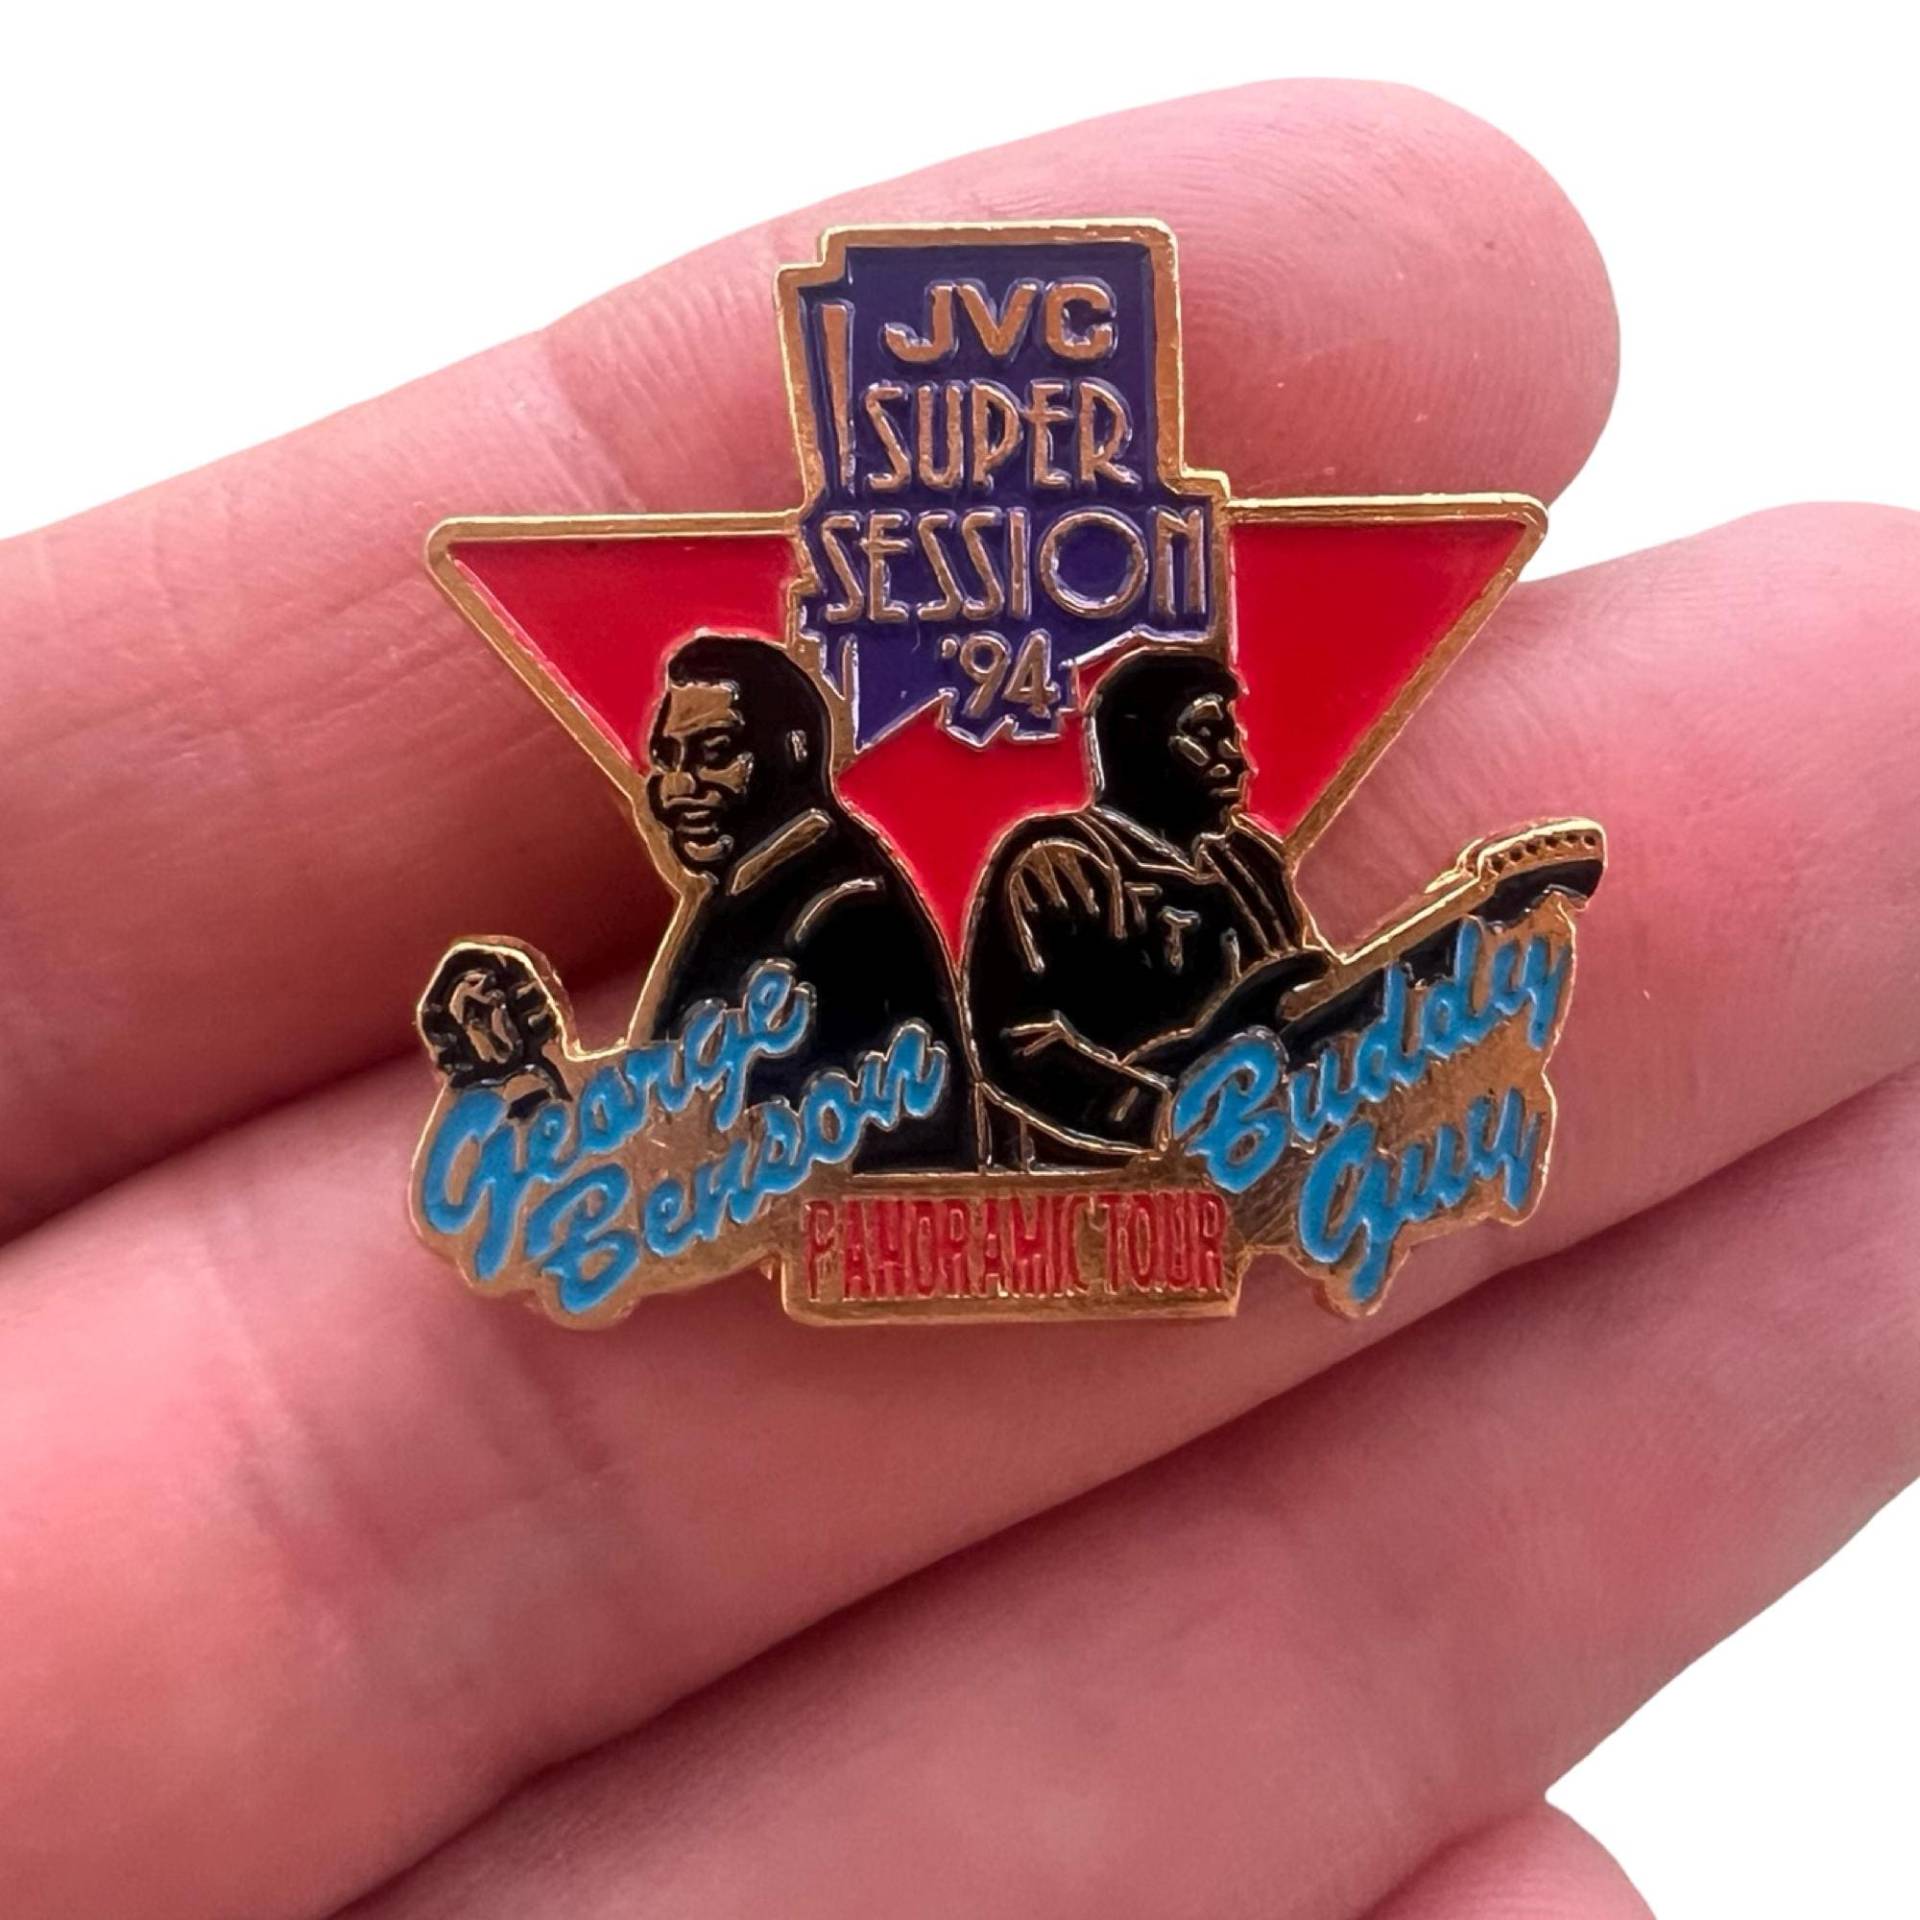 JVC
SUPER
SESSION
'94
George
Benson
Buddy
Guy
PANORAMIC TOUR